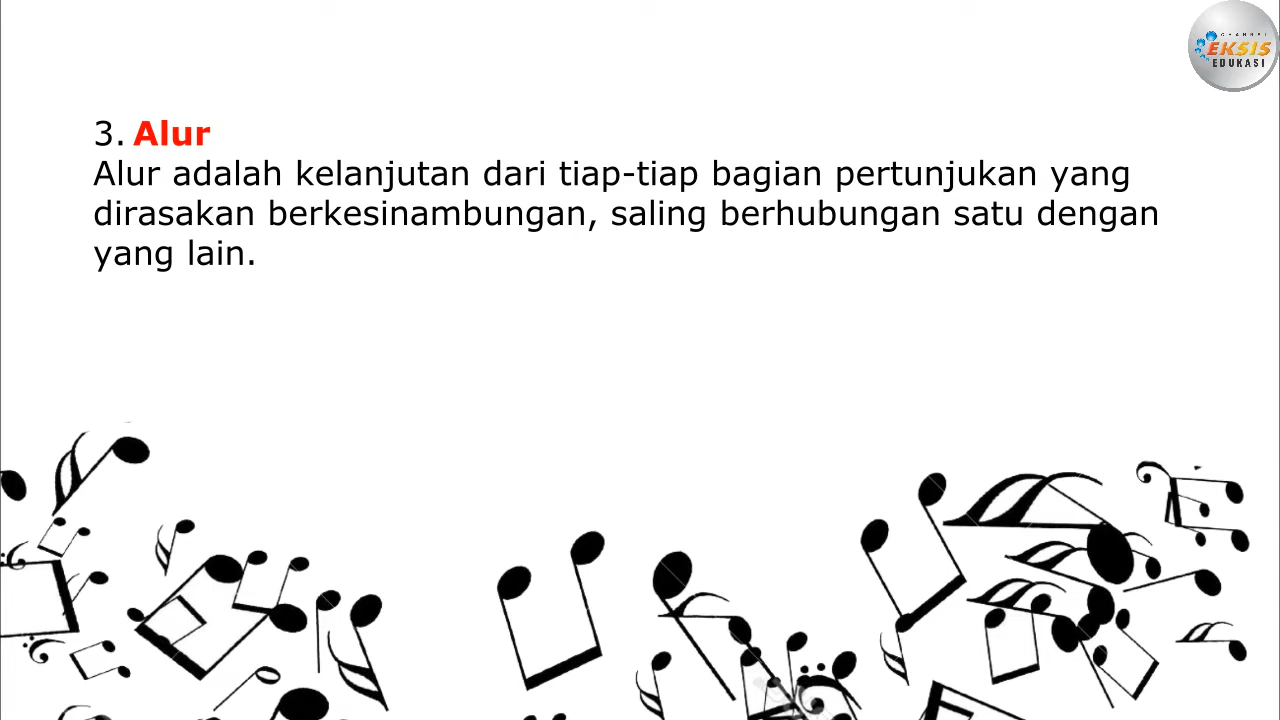 CHANNEL
EKSIS
EDUKASI
3. Alur
Alur adalah kelanjutan dari tiap-tiap bagian pertunjukan yang
dirasakan berkesinambungan, saling berhubungan satu dengan
yang lain.